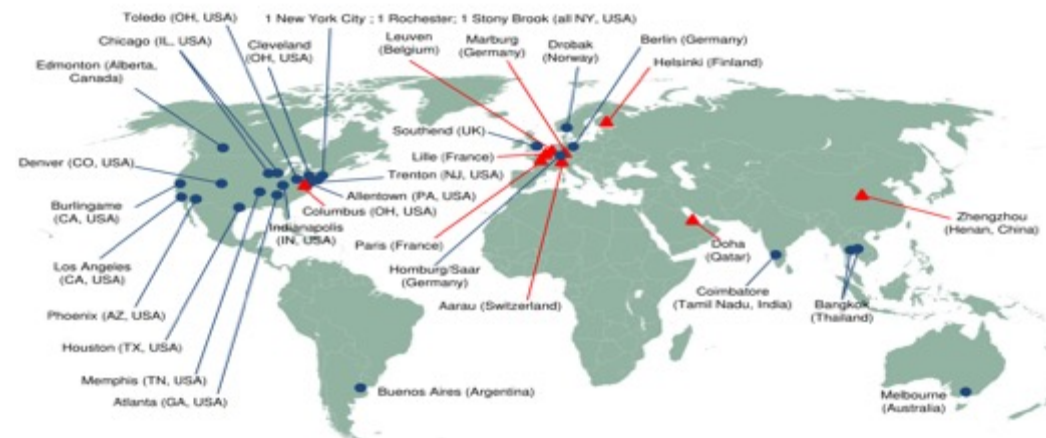 Toledo (OH, USA)
1 New York City ; 1 Rochester; 1 Stony Brook (all NY, USA)
Chicago (IL, USA)
Cleveland
(OH, USA)
Leuven
(Belgium)
Marburg
(Germany)
Drobak
(Norway)
Berlin (Germany)
Helsinki (Finland)
Edmonton (Alberta,
Canada)
Southend (UK)
Denver (CO, USA)
Lille (France)
Trenton (NJ, USA)
Allentown (PA, USA)
Columbus (OH, USA)
Burlingame
(CA, USA)
Indianapolis
(IN, USA)
Zhengzhou
(Henan, China)
Paris (France)
Doha
(Qatar)
Los Angeles
(CA, USA)
Homburg/Saar
(Germany)
Aarau (Switzerland)
Coimbatore
(Tamil Nadu, India)
Bangkok
(Thailand)
Phoenix (AZ, USA)
Houston (TX, USA)
Memphis (TN, USA)
Atlanta (GA, USA)
Buenos Aires (Argentina)
Melbourne
(Australia)